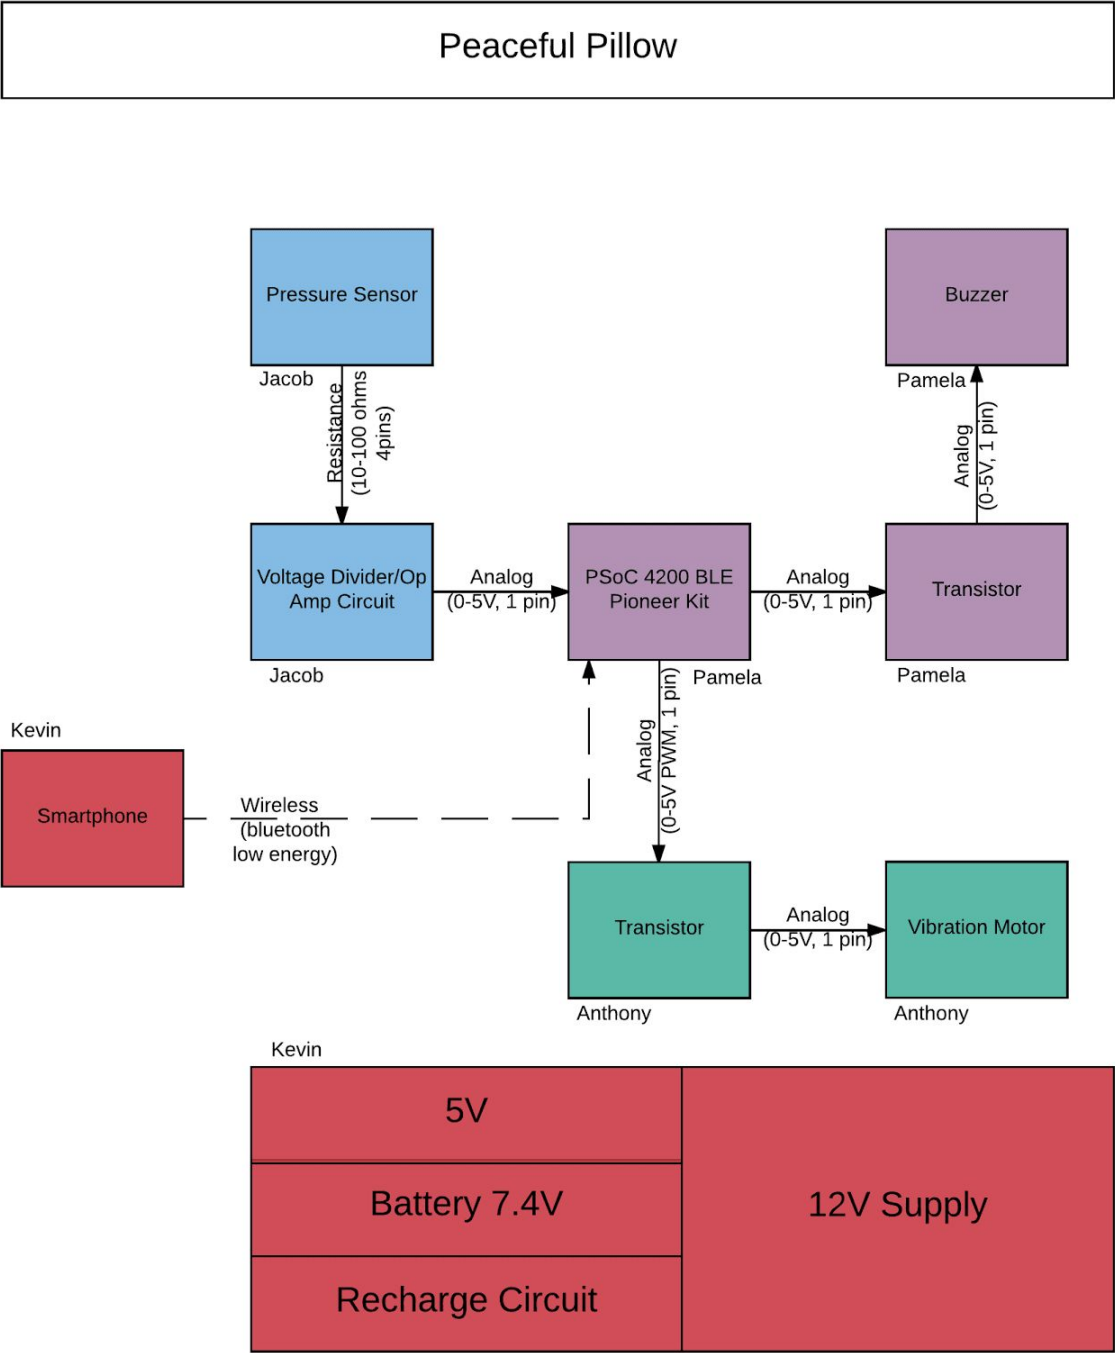 Peaceful Pillow
Pressure Sensor
Jacob
Buzzer
Pamela
Resistance
(10-100 ohms
4pins)
Analog
(0-5V, 1 pin)
Voltage Divider/Op
Amp Circuit
Jacob
Analog
(0-5V, 1 pin)
PSoC 4200 BLE
Pioneer Kit
Pamela
Analog
(0-5V, 1 pin)
Transistor
Pamela
Kevin
Smartphone
Wireless
(bluetooth
low energy)
Analog
(0-5V PWM, 1 pin)
Transistor
Anthony
Analog
(0-5V, 1 pin)
Vibration Motor
Anthony
Kevin
5V
Battery 7.4V
Recharge Circuit
12V Supply